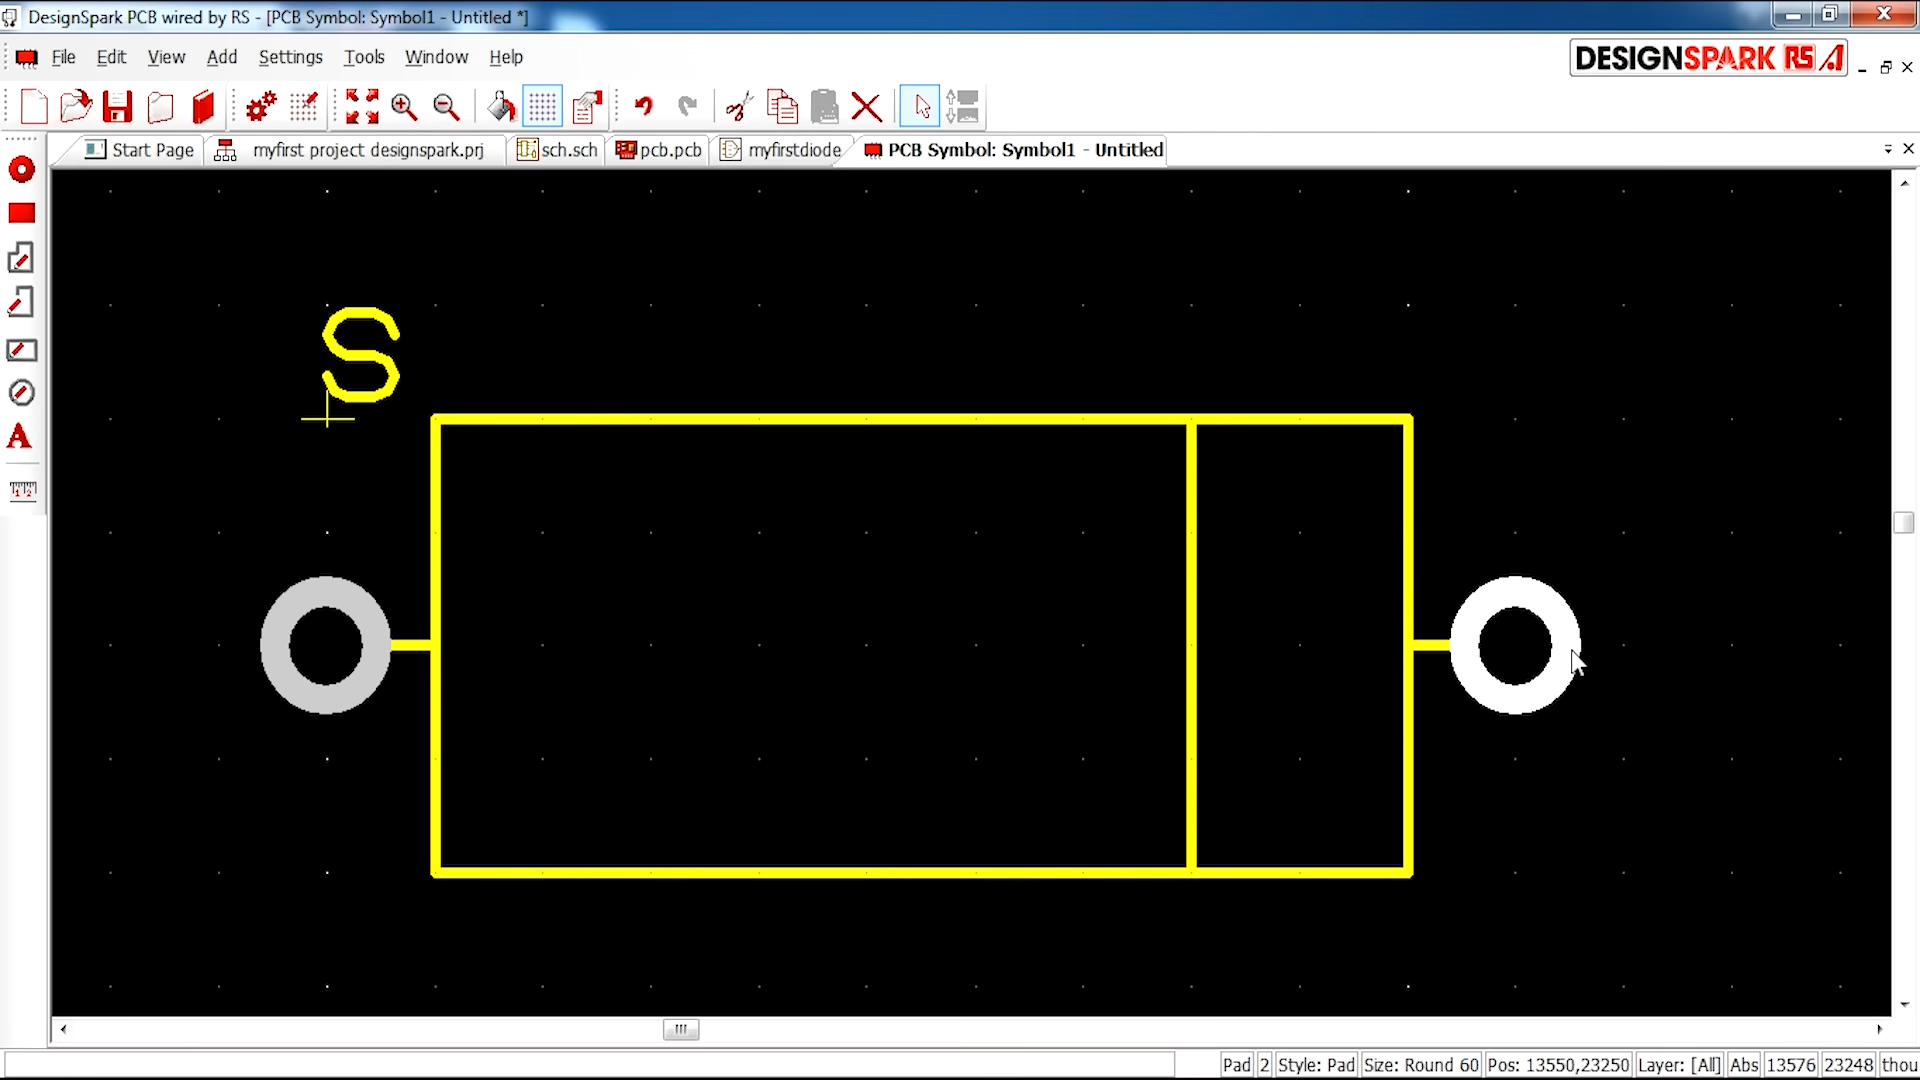 DesignSpark PCB wired by RS - [PCB Symbol: Symbol1 - Untitled *]
File Edit View Add Settings Tools Window Help
DESIGNSPARK RS
Start Page myfirst project designspark.prj sch.sch pcb.pcb myfirstdiode PCB Symbol: Symbol1 - Untitled
S
Pad 2 Style: Pad Size: Round 60 Pos: 13550,23250 Layer: [All] Abs 13576 23248 thou